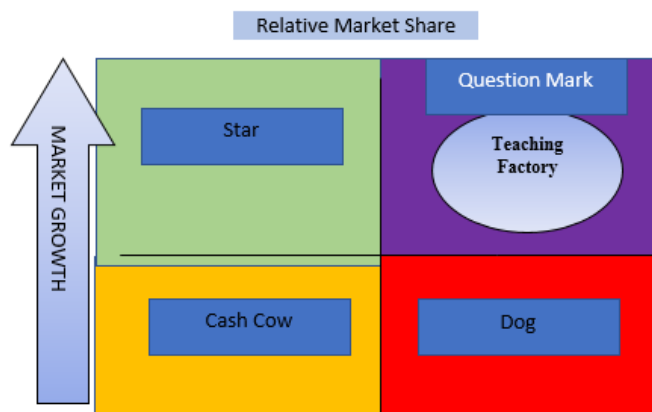 Relative Market Share
MARKET GROWTH
Star
Question Mark
Teaching
Factory
Cash Cow
Dog